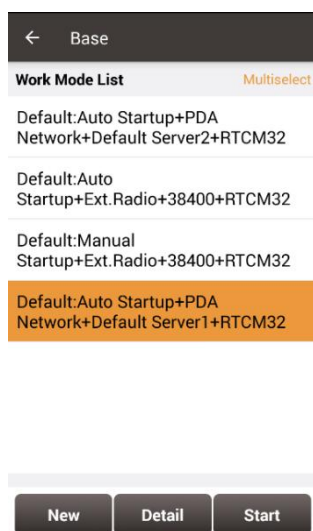 Base
Work Mode List Multiselect
Default:Auto Startup+PDA
Network+Default Server2+RTCM32
Default:Auto
Startup+Ext.Radio+38400+RTCM32
Default:Manual
Startup+Ext.Radio+38400+RTCM32
Default:Auto Startup+PDA
Network+Default Server1+RTCM32
New Detail Start